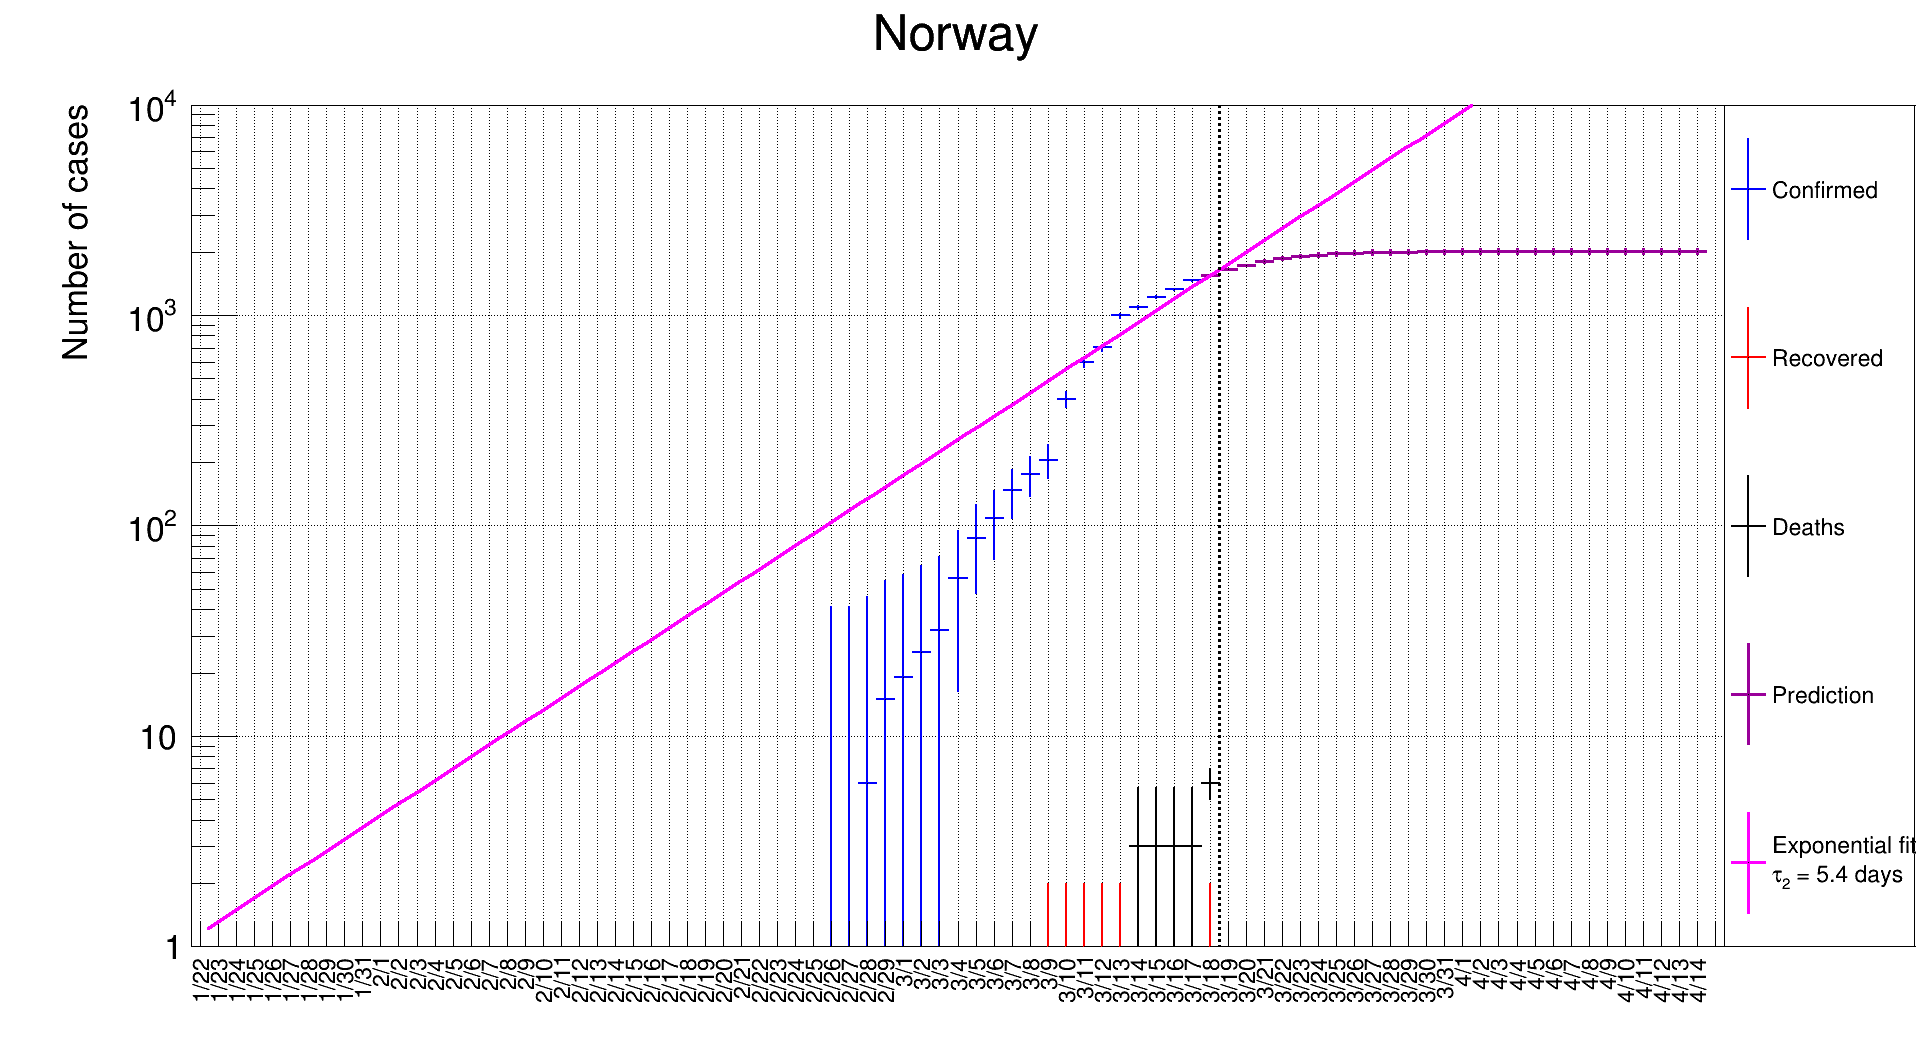 Norway
Number of cases
10⁴
10³
10²
10
1
1/22 1/23 1/24 1/25 1/26 1/27 1/28 1/29 1/30 1/31 2/1 2/2 2/3 2/4 2/5 2/6 2/7 2/8 2/9 2/10 2/11 2/12 2/13 2/14 2/15 2/16 2/17 2/18 2/19 2/20 2/21 2/22 2/23 2/24 2/25 2/26 2/27 2/28 2/29 3/1 3/2 3/3 3/4 3/5 3/6 3/7 3/8 3/9 3/10 3/11 3/12 3/13 3/14 3/15 3/16 3/17 3/18 3/19 3/20 3/21 3/22 3/23 3/24 3/25 3/26 3/27 3/28 3/29 3/30 3/31 4/1 4/2 4/3 4/4 4/5 4/6 4/7 4/8 4/9 4/10 4/11 4/12 4/13 4/14
Confirmed
Recovered
Deaths
Prediction
Exponential fit
τ₂ = 5.4 days